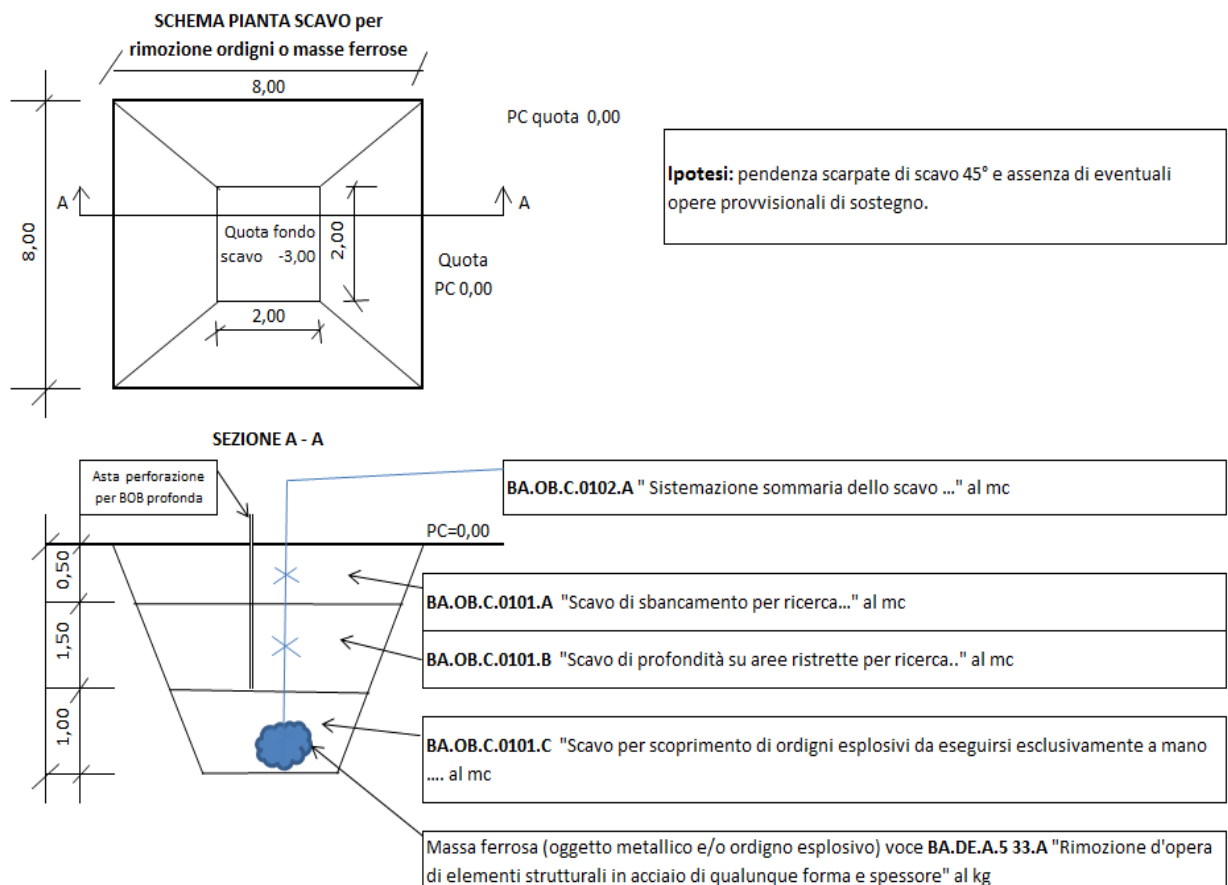 SCHEMA PIANTA SCAVO per
rimozione ordigni o masse ferrose
8,00
PC quota 0,00
Ipotesi: pendenza scarpate di scavo 45° e assenza di eventuali
opere provvisionali di sostegno.
A
A
8,00
Quota fondo
scavo -3,00
2,00
Quota
PC 0,00
2,00
SEZIONE A - A
Asta perforazione
per BOB profonda
BA.OB.C.0102.A " Sistemazione sommaria dello scavo ..." al mc
PC=0,00
0,50
BA.OB.C.0101.A "Scavo di sbancamento per ricerca..." al mc
1,50
BA.OB.C.0101.B "Scavo di profondità su aree ristrette per ricerca.." al mc
1,00
BA.OB.C.0101.C "Scavo per scoprimento di ordigni esplosivi da eseguirsi esclusivamente a mano
.... al mc
Massa ferrosa (oggetto metallico e/o ordigno esplosivo) voce BA.DE.A.5 33.A "Rimozione d'opera
di elementi strutturali in acciaio di qualunque forma e spessore" al kg